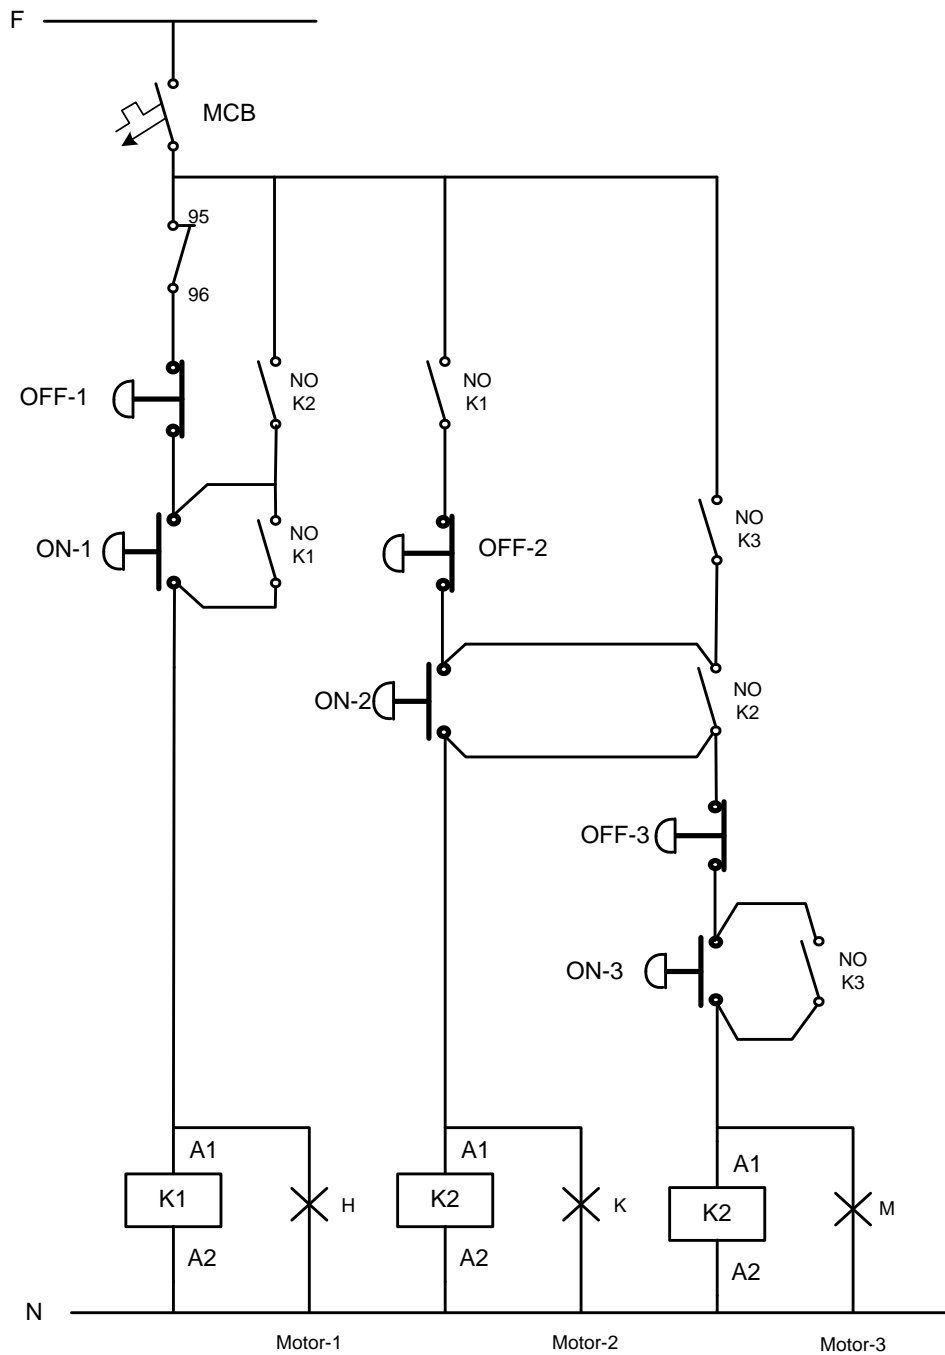 F
MCB
95
96
OFF-1
NO
K2
NO
K1
ON-1
NO
K1
OFF-2
NO
K3
ON-2
NO
K2
OFF-3
ON-3
NO
K3
A1
A1
A1
K1
H
K2
K
K2
M
A2
A2
A2
N
Motor-1
Motor-2
Motor-3